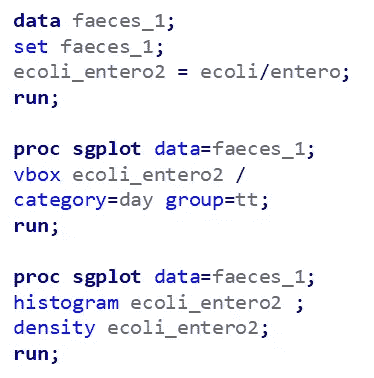 data faeces_1;
set faeces_1;
ecoli_entero2 = ecoli/entero;
run;
proc sgplot data=faeces_1;
vbox ecoli_entero2 /
category=day group=tt;
run;
proc sgplot data=faeces_1;
histogram ecoli_entero2 ;
density ecoli_entero2;
run;